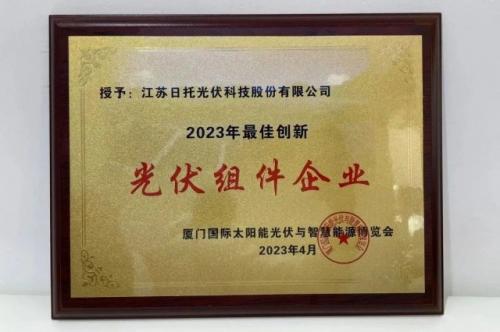 授予：江苏日托光伏科技股份有限公司
2023年最佳创新
光伏组件企业
厦门国际太阳能光伏与智慧能源博览会
2023年4月